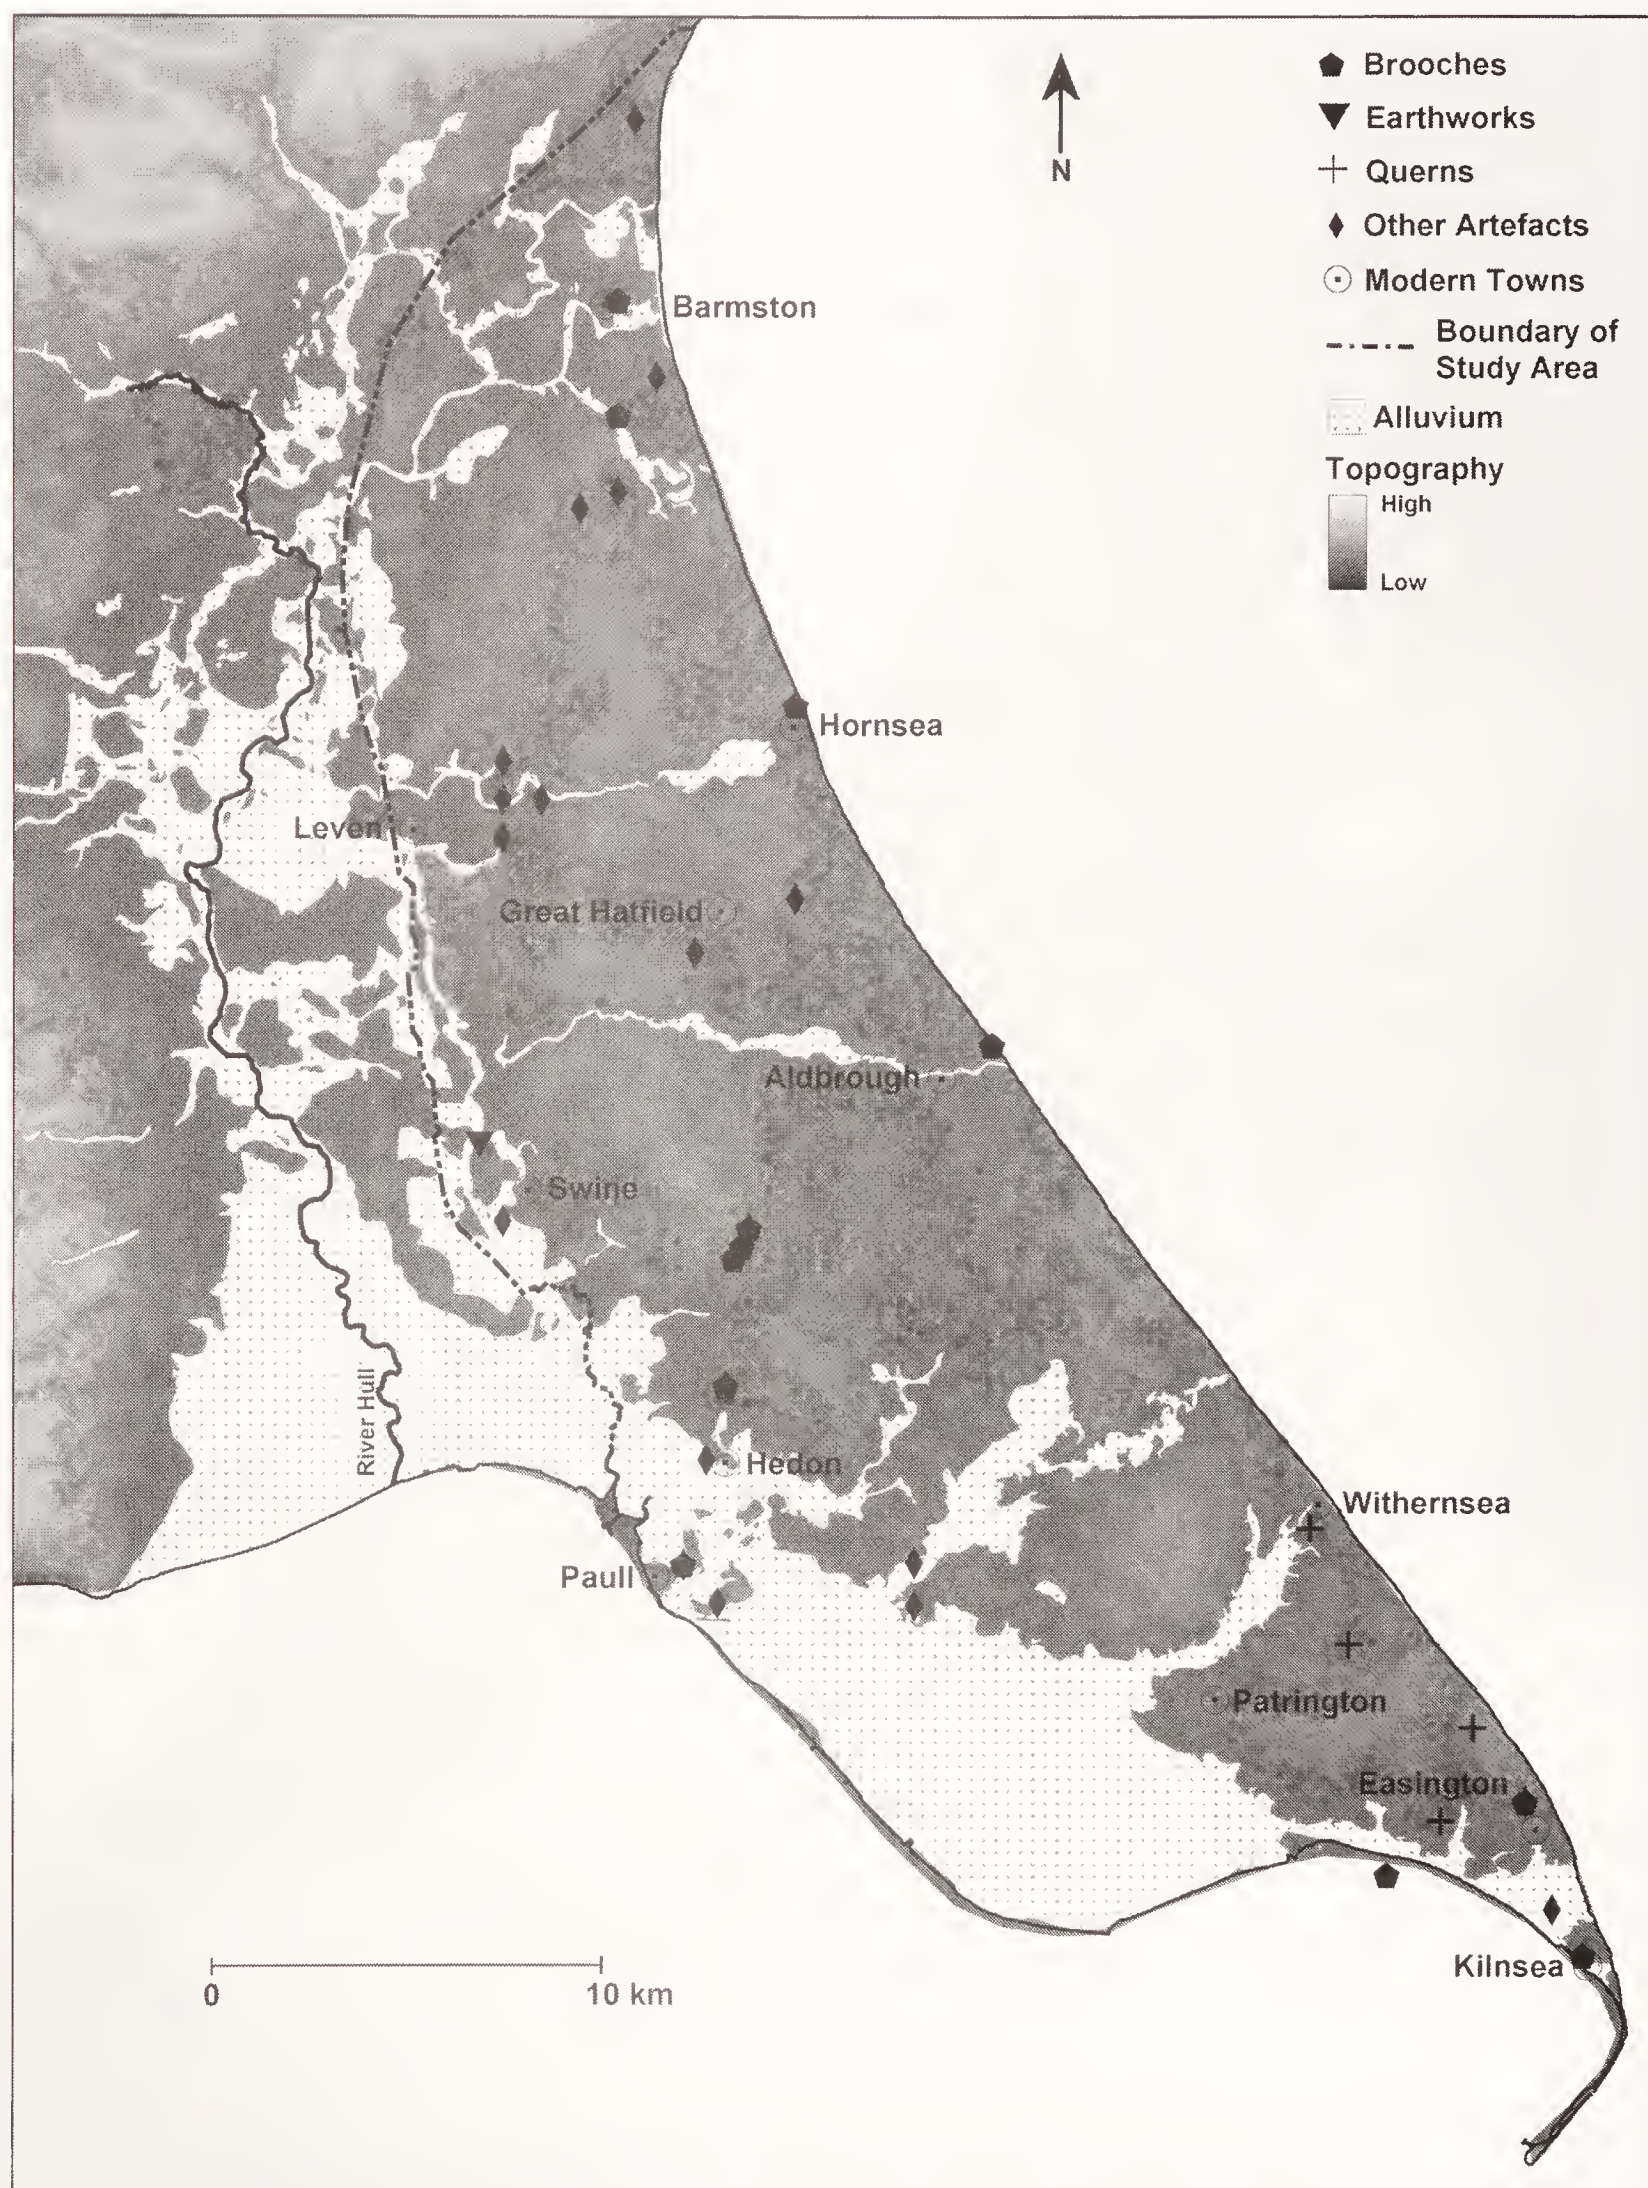 N
Brooches
Earthworks
Querns
Other Artefacts
Modern Towns
Boundary of
Study Area
Alluvium
Topography
High
Low
Barmston
Hornsea
Leven
Great Hatfield
Aldbrough
Swine
River Hull
Hedon
Withernsea
Paull
Patrington
Easington
Kilnsea
0
10 km